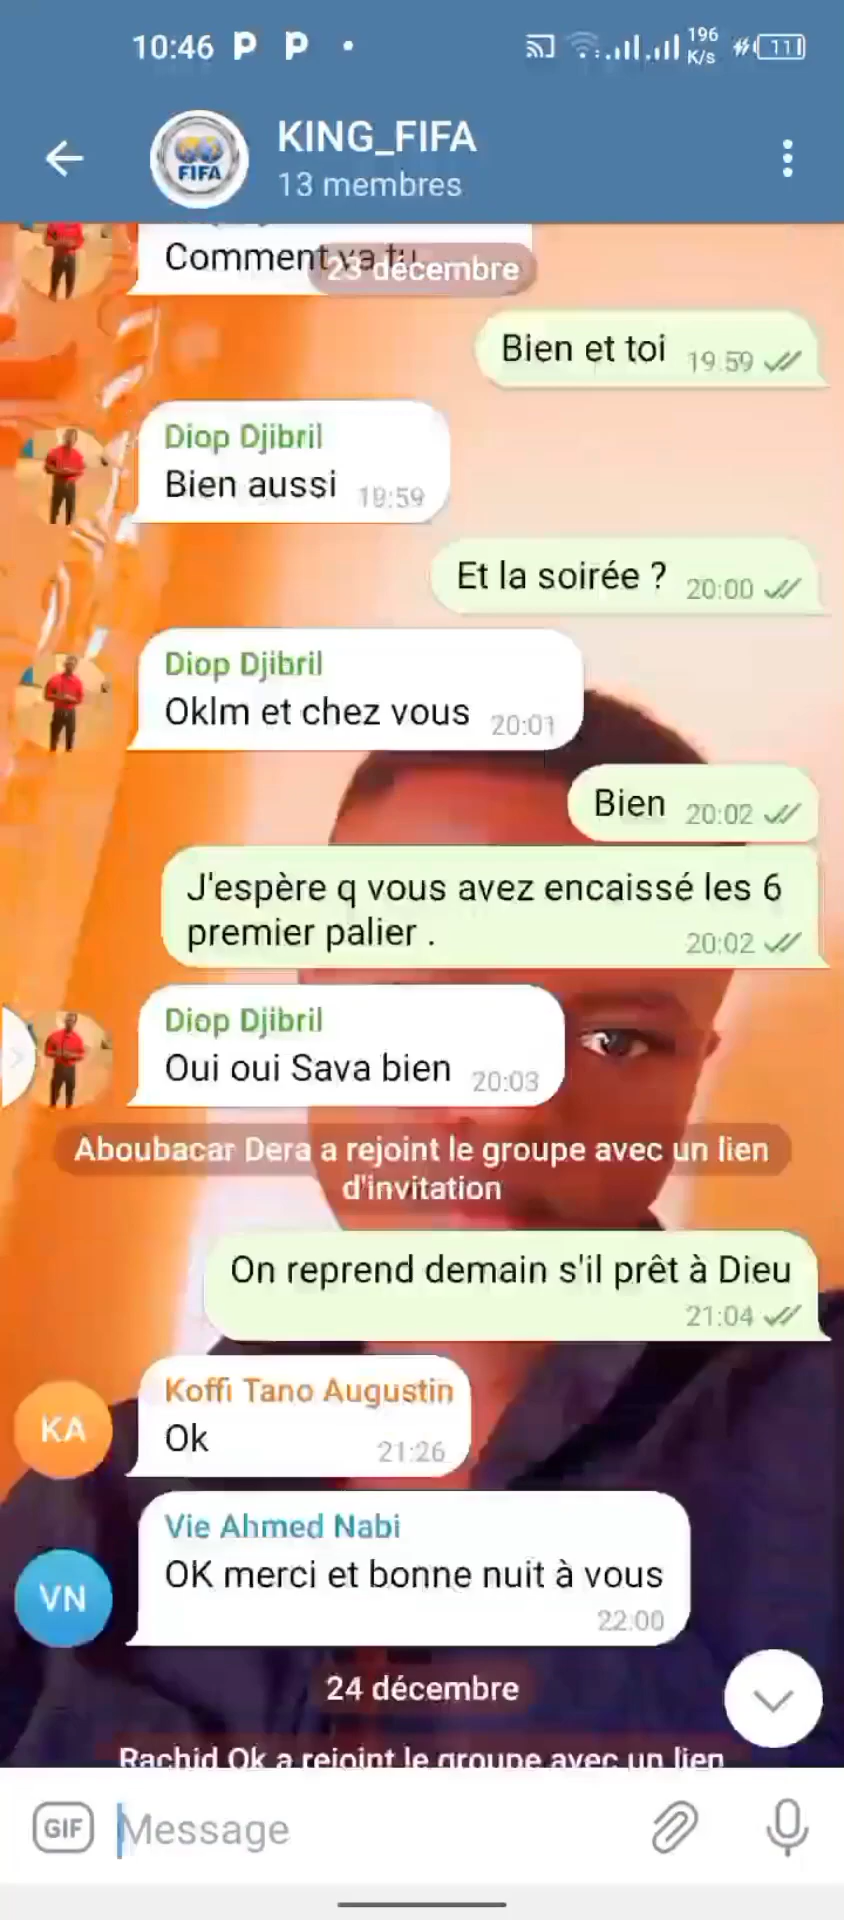 10:46
196
K/s
11
FIFA
KING_FIFA
13 membres
Comment va tu
23 décembre
Bien et toi 19:59
Diop Djibril
Bien aussi 19:59
Et la soirée ? 20:00
Diop Djibril
Oklm et chez vous 20:01
Bien 20:02
J'espère q vous avez encaissé les 6
premier palier . 20:02
Diop Djibril
Oui oui Sava bien 20:03
Aboubacar Dera a rejoint le groupe avec un lien
d'invitation
On reprend demain s'il prêt à Dieu
21:04
Koffi Tano Augustin
KA
Ok 21:26
Vie Ahmed Nabi
OK merci et bonne nuit à vous
VN
22:00
24 décembre
Rachid Ok a rejoint le groupe avec un lien
GIF Message